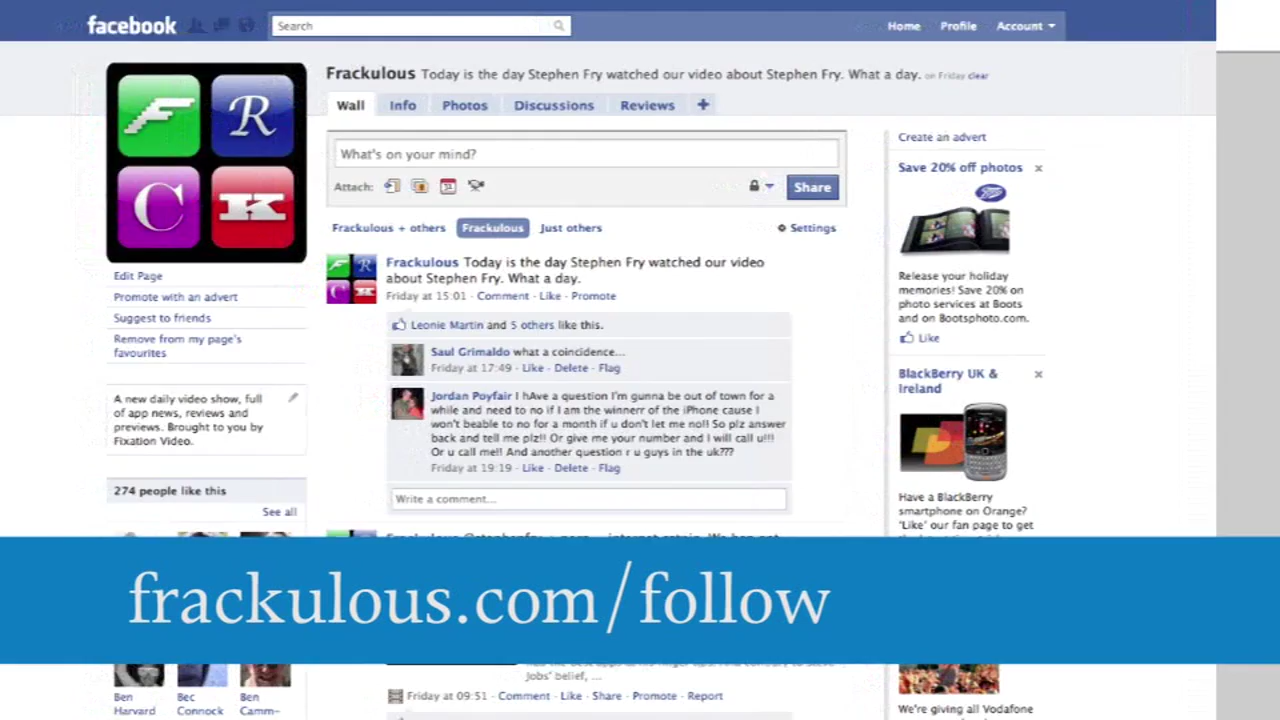 facebook
Search
Home Profile Account
Frackulous Today is the day Stephen Fry watched our video about Stephen Fry. What a day. on Friday clear
Wall Info Photos Discussions Reviews +
F R
C K
What's on your mind?
Attach:
31
Share
Frackulous + others Frackulous Just others Settings
Frackulous Today is the day Stephen Fry watched our video
about Stephen Fry. What a day.
Friday at 15:01 · Comment · Like · Promote
Leonie Martin and 5 others like this.
Saul Grimaldo what a coincidence...
Friday at 17:49 · Like · Delete · Flag
Jordan Poyfair I hAve a question I'm gunna be out of town for a
while and need to no if I am the winnerr of the iPhone cause I
won't beable to no for a month if u don't let me no!! So plz answer
back and tell me plz!! Or give me your number and I will call u!!!
Or u call me!! And another question r u guys in the uk???
Friday at 19:19 · Like · Delete · Flag
Write a comment...
Edit Page
Promote with an advert
Suggest to friends
Remove from my page's
favourites
A new daily video show, full
of app news, reviews and
previews. Brought to you by
Fixation Video.
274 people like this
See all
Create an advert
Save 20% off photos
Boots
Release your holiday
memories! Save 20% on
photo services at Boots
and on Bootsphoto.com.
Like
BlackBerry UK &
Ireland
Have a BlackBerry
smartphone on Orange?
'Like' our fan page to get
frackulous.com/follow
Jobs' belief, ...
Friday at 09:51 · Comment · Like · Share · Promote · Report
Ben
Harvard
Bec
Connock
Ben
Camm-
We're giving all Vodafone